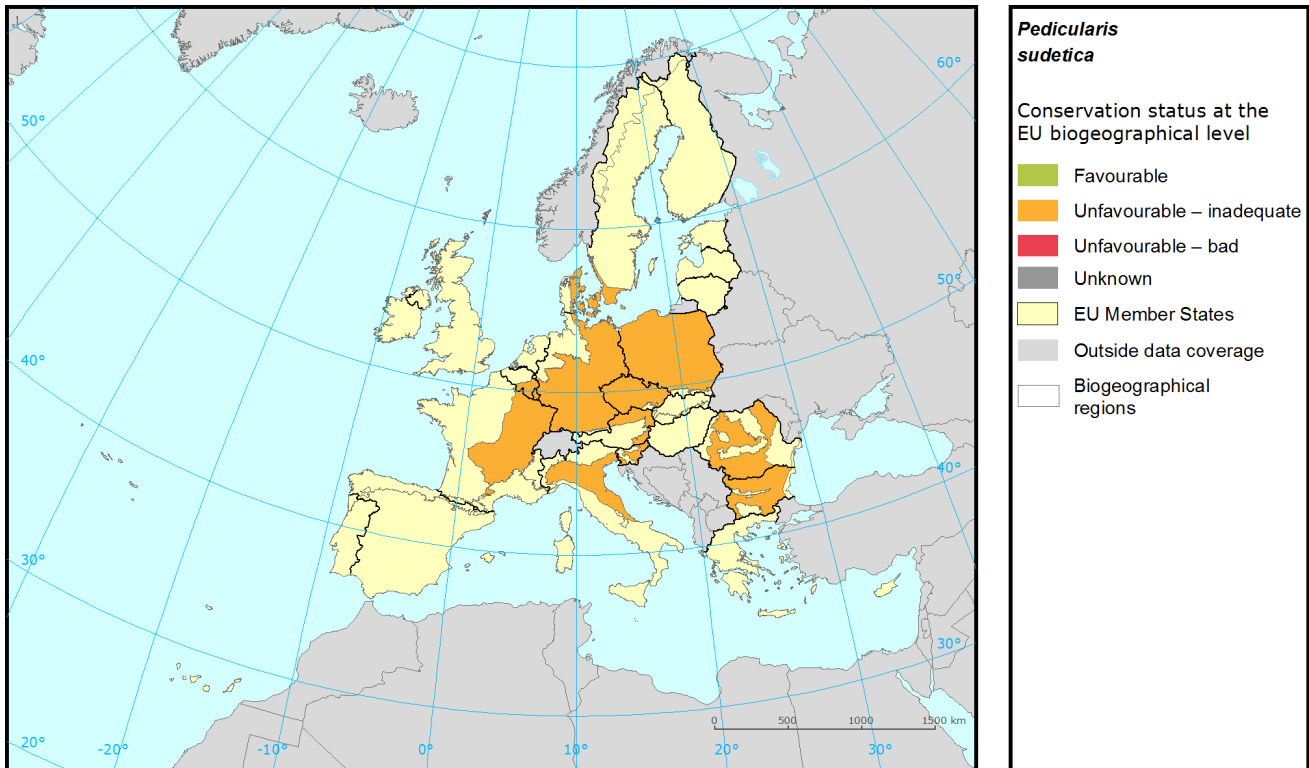 60°
50°
50°
40°
40°
30°
30°
20°
-20°
-10°
0°
10°
20°
30°
0
500
1000
1500 km
Pedicularis
sudetica
Conservation status at the
EU biogeographical level
Favourable
Unfavourable – inadequate
Unfavourable – bad
Unknown
EU Member States
Outside data coverage
Biogeographical
regions